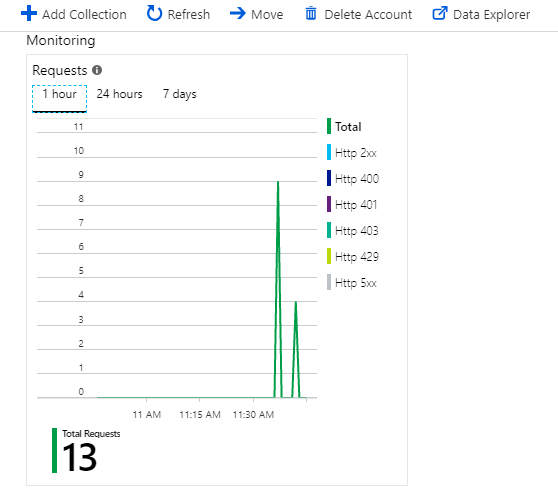 Add Collection Refresh Move Delete Account Data Explorer
Monitoring
Requests
1 hour 24 hours 7 days
11
10
9
8
7
6
5
4
3
2
1
0
11 AM 11:15 AM 11:30 AM
Total
Http 2xx
Http 400
Http 401
Http 403
Http 429
Http 5xx
Total Requests
13